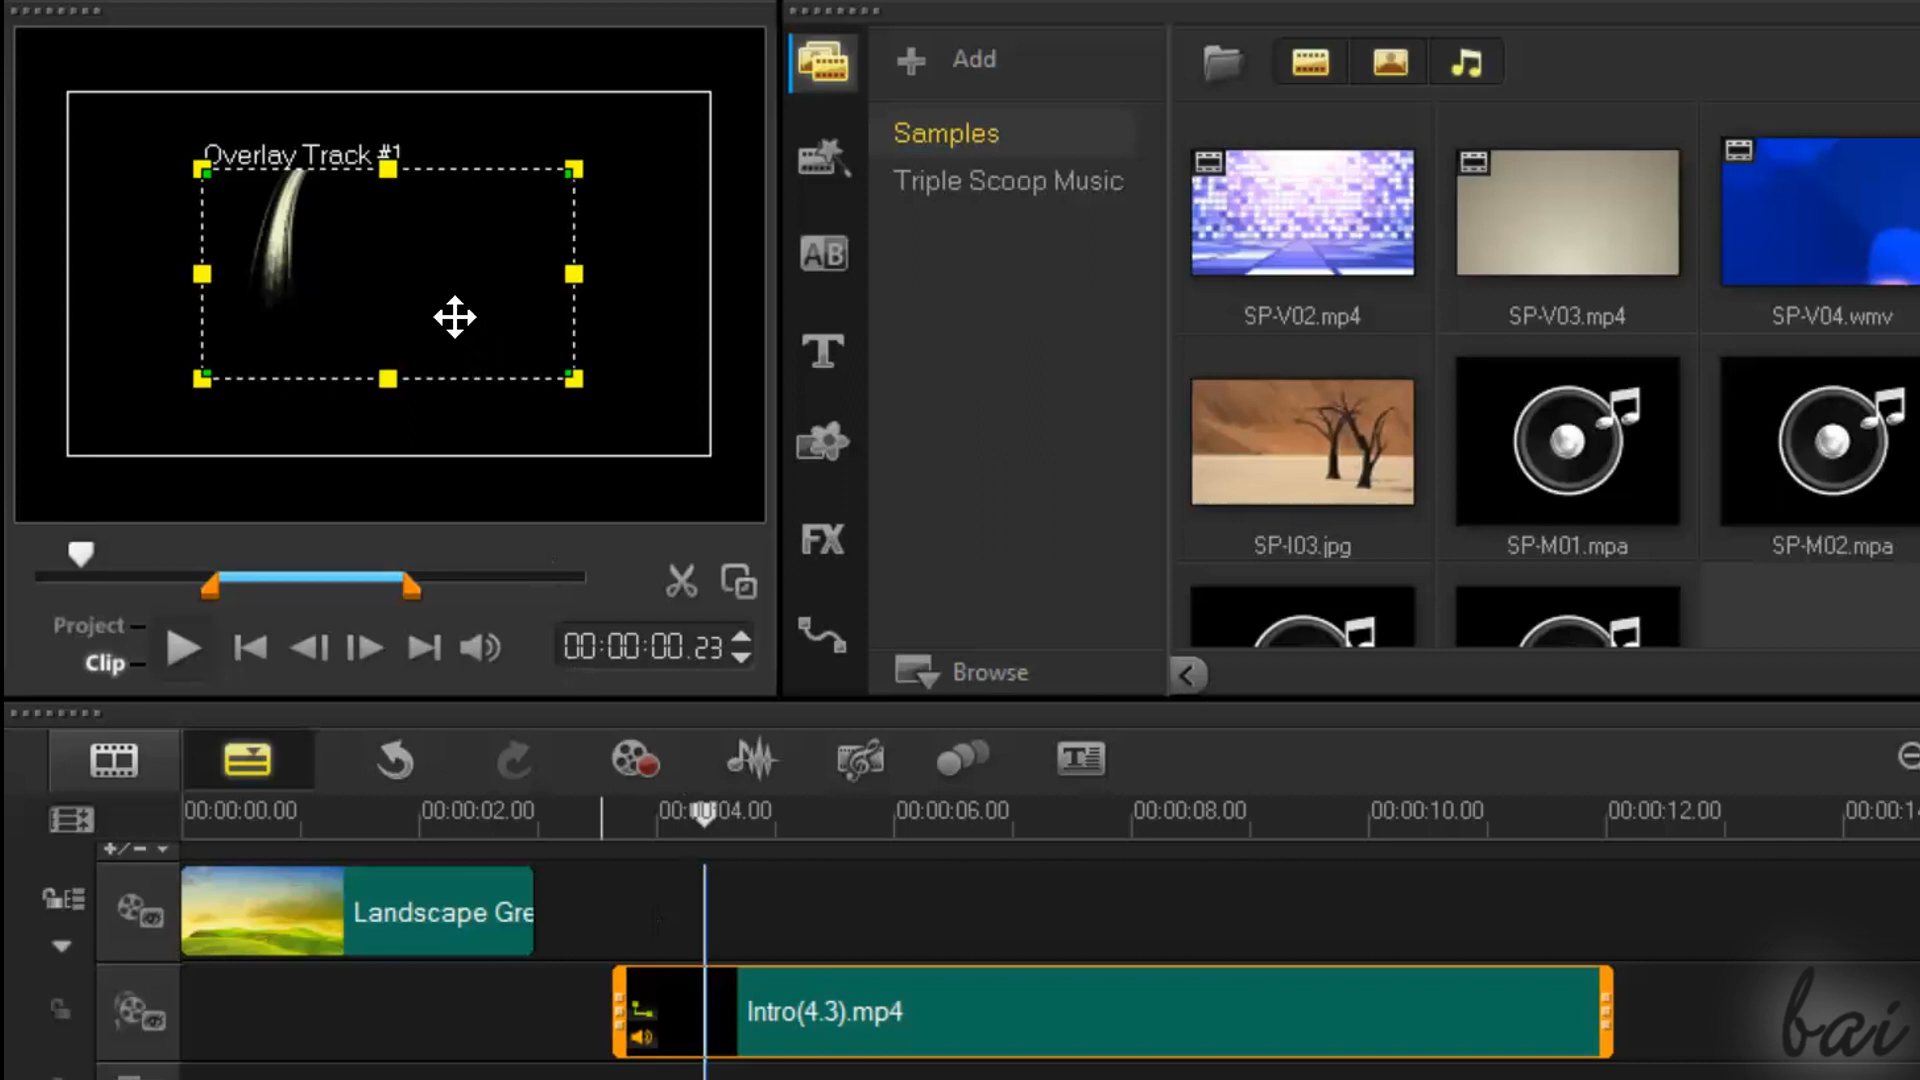 Overlay Track #1
Add
Samples
Triple Scoop Music
SP-V02.mp4
SP-V03.mp4
SP-V04.wmv
AB
T
SP-I03.jpg
SP-M01.mpa
SP-M02.mpa
FX
Project
Clip
00:00:00.23
Browse
00:00:00.00
00:00:02.00
00:00:04.00
00:00:06.00
00:00:08.00
00:00:10.00
00:00:12.00
00:00:1
Landscape Gre
Intro(4.3).mp4
bai